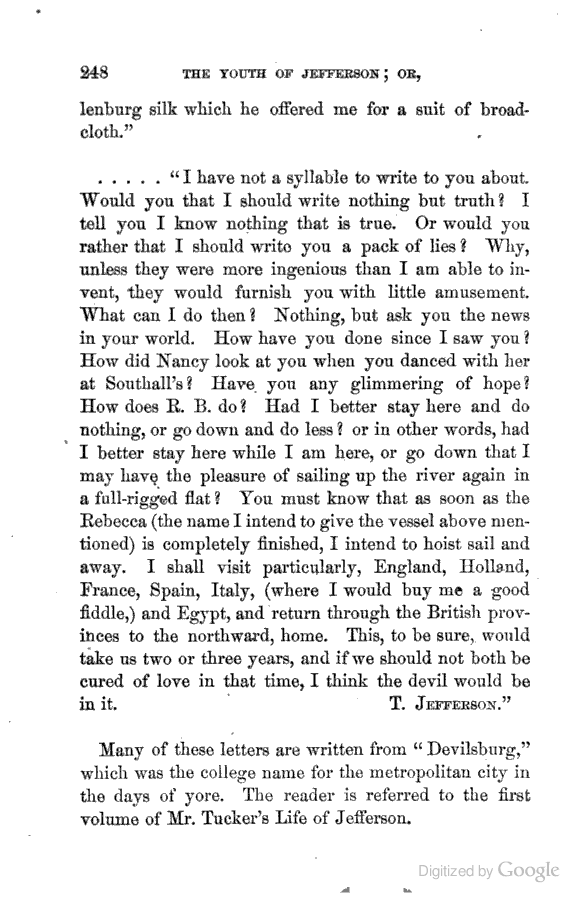 248 THE YOUTH OF JEFFERSON; OR,
lenburg silk which he offered me for a suit of broad-
cloth.”
. . . . . “I have not a syllable to write to you about.
Would you that I should write nothing but truth? I
tell you I know nothing that is true. Or would you
rather that I should write you a pack of lies? Why,
unless they were more ingenious than I am able to in-
vent, they would furnish you with little amusement.
What can I do then? Nothing, but ask you the news
in your world. How have you done since I saw you?
How did Nancy look at you when you danced with her
at Southall's? Have you any glimmering of hope?
How does R. B. do? Had I better stay here and do
nothing, or go down and do less? or in other words, had
I better stay here while I am here, or go down that I
may have the pleasure of sailing up the river again in
a full-rigged flat? You must know that as soon as the
Rebecca (the name I intend to give the vessel above men-
tioned) is completely finished, I intend to hoist sail and
away. I shall visit particularly, England, Holland,
France, Spain, Italy, (where I would buy me a good
fiddle,) and Egypt, and return through the British prov-
inces to the northward, home. This, to be sure, would
take us two or three years, and if we should not both be
cured of love in that time, I think the devil would be
in it. T. JEFFERSON.”
Many of these letters are written from “Devilsburg,”
which was the college name for the metropolitan city in
the days of yore. The reader is referred to the first
volume of Mr. Tucker's Life of Jefferson.
Digitized by Google